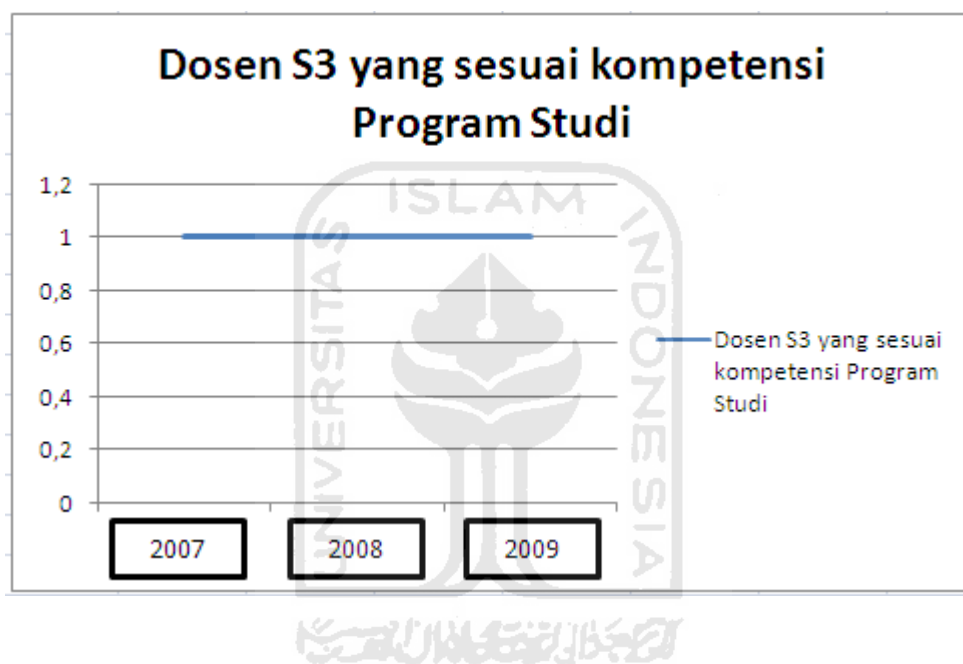 Dosen S3 yang sesuai kompetensi
Program Studi
1,2
1
0,8
0,6
0,4
0,2
0
2007
2008
2009
Dosen S3 yang sesuai
kompetensi Program
Studi
UNIVERSITAS
ISLAM
INDONESIA